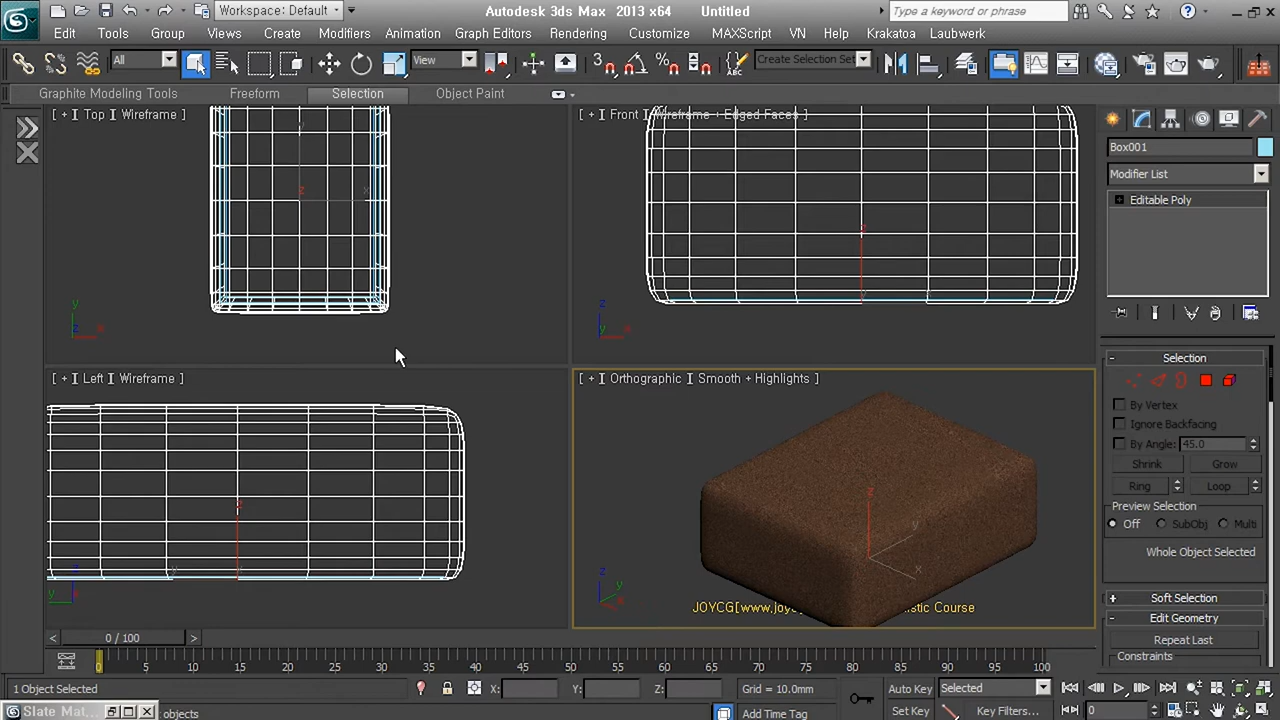 Workspace: Default
Autodesk 3ds Max 2013 x64
Untitled
Type a keyword or phrase
Edit
Tools
Group
Views
Create
Modifiers
Animation
Graph Editors
Rendering
Customize
MAXScript
VN
Help
Krakatoa
Laubwerk
All
View
Create Selection Set
Graphite Modeling Tools
Freeform
Selection
Object Paint
[ + ] Top ] Wireframe ]
[ + ] Front ] Wireframe + Edged Faces ]
Box001
Modifier List
Editable Poly
[ + ] Left ] Wireframe ]
[ + ] Orthographic ] Smooth + Highlights ]
Selection
By Vertex
Ignore Backfacing
By Angle: 45.0
Shrink
Grow
Ring
Loop
Preview Selection
Off
SubObj
Multi
Whole Object Selected
Soft Selection
Edit Geometry
Repeat Last
Constraints
JOYCG[www.joy
istic Course
0 / 100
0 5 10 15 20 25 30 35 40 45 50 55 60 65 70 75 80 85 90 95 100
1 Object Selected
X:
Y:
Z:
Grid = 10.0mm
Auto Key
Selected
Slate Mat...
objects
Add Time Tag
Set Key
Key Filters...
0